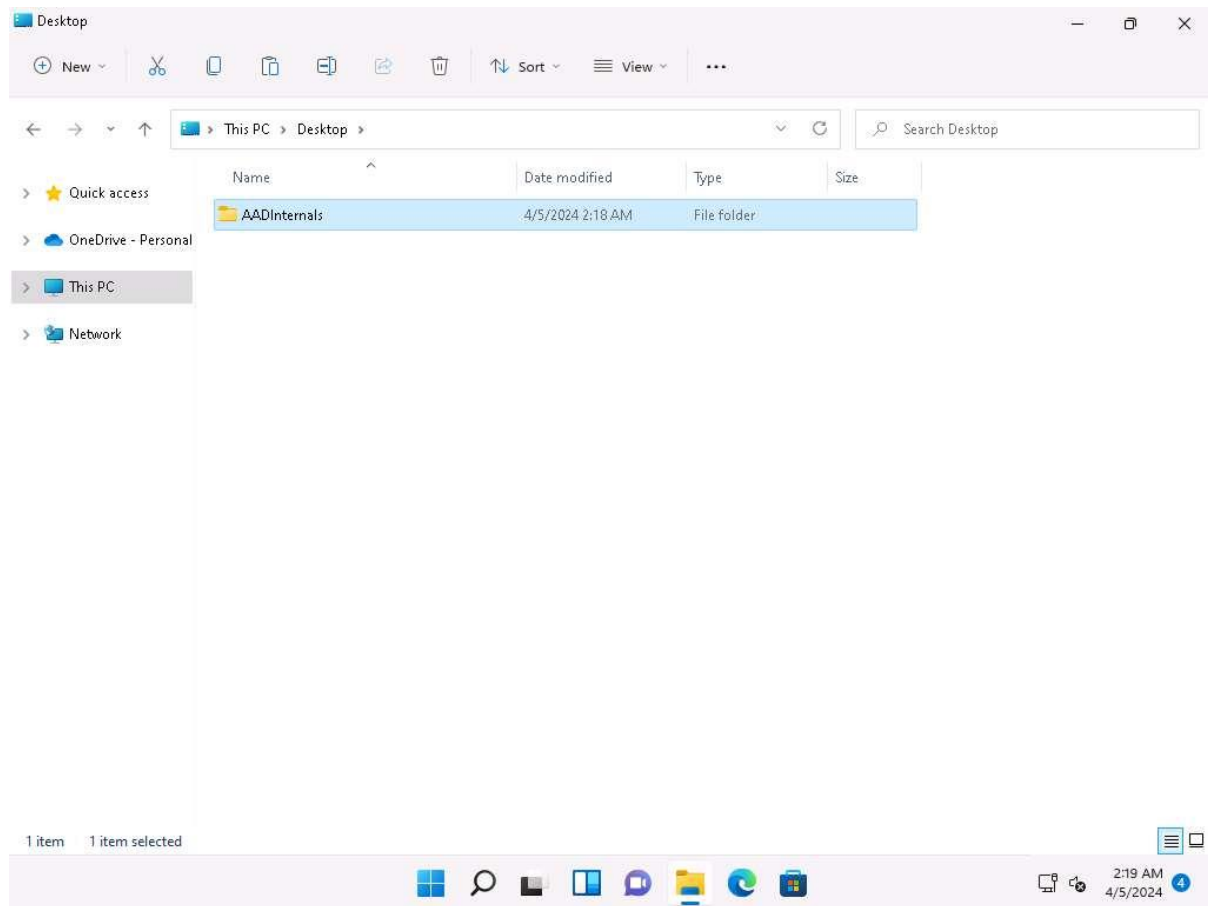 Desktop
New
Sort
View
This PC
Desktop
Search Desktop
Name
Date modified
Type
Size
Quick access
AADInternals
4/5/2024 2:18 AM
File folder
OneDrive - Personal
This PC
Network
1 item
1 item selected
2:19 AM
4/5/2024
4